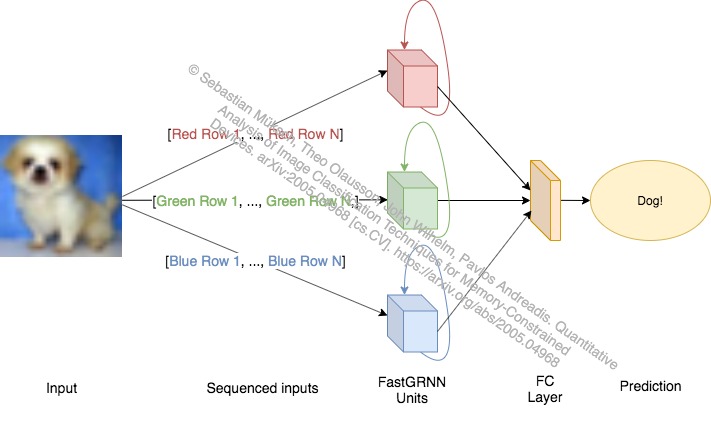 [Red Row 1, ..., Red Row N]
[Green Row 1, ..., Green Row N,]
[Blue Row 1, ..., Blue Row N]
Dog!
Input
Sequenced inputs
FastGRNN
Units
FC
Layer
Prediction
© Sebastian Müksch, Theo Olausson, John Wilhelm, Pavlos Andreadis. Quantitative
Analysis of Image Classification Techniques for Memory-Constrained
Devices. arXiv:2005.04968 [cs.CV]. https://arxiv.org/abs/2005.04968